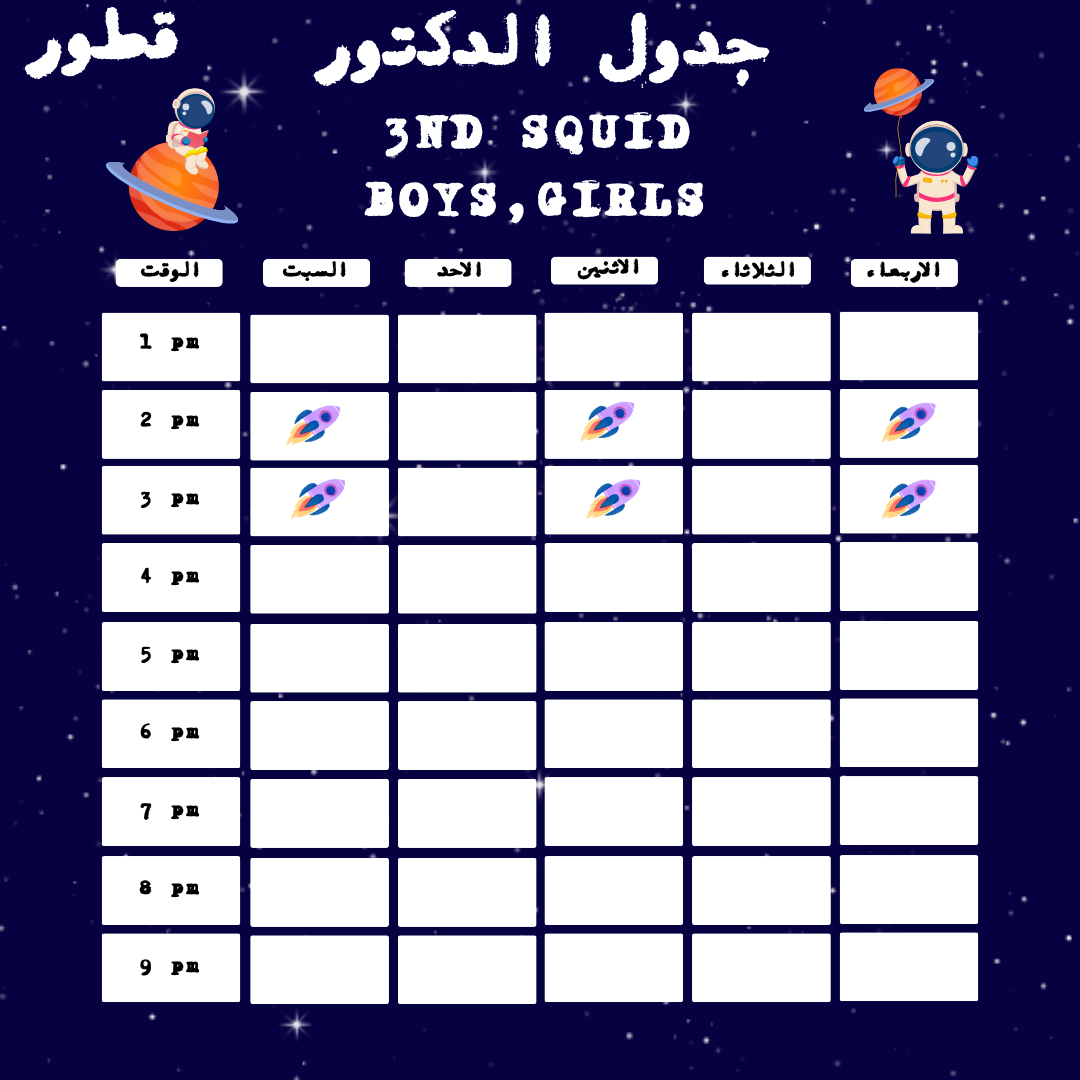 جدول الدكتور قطور
3ND SQUID
BOYS,GIRLS
الوقت السبت الاحد الاثنين الثلاثاء الاربعاء
1 pm
2 pm
3 pm
4 pm
5 pm
6 pm
7 pm
8 pm
9 pm